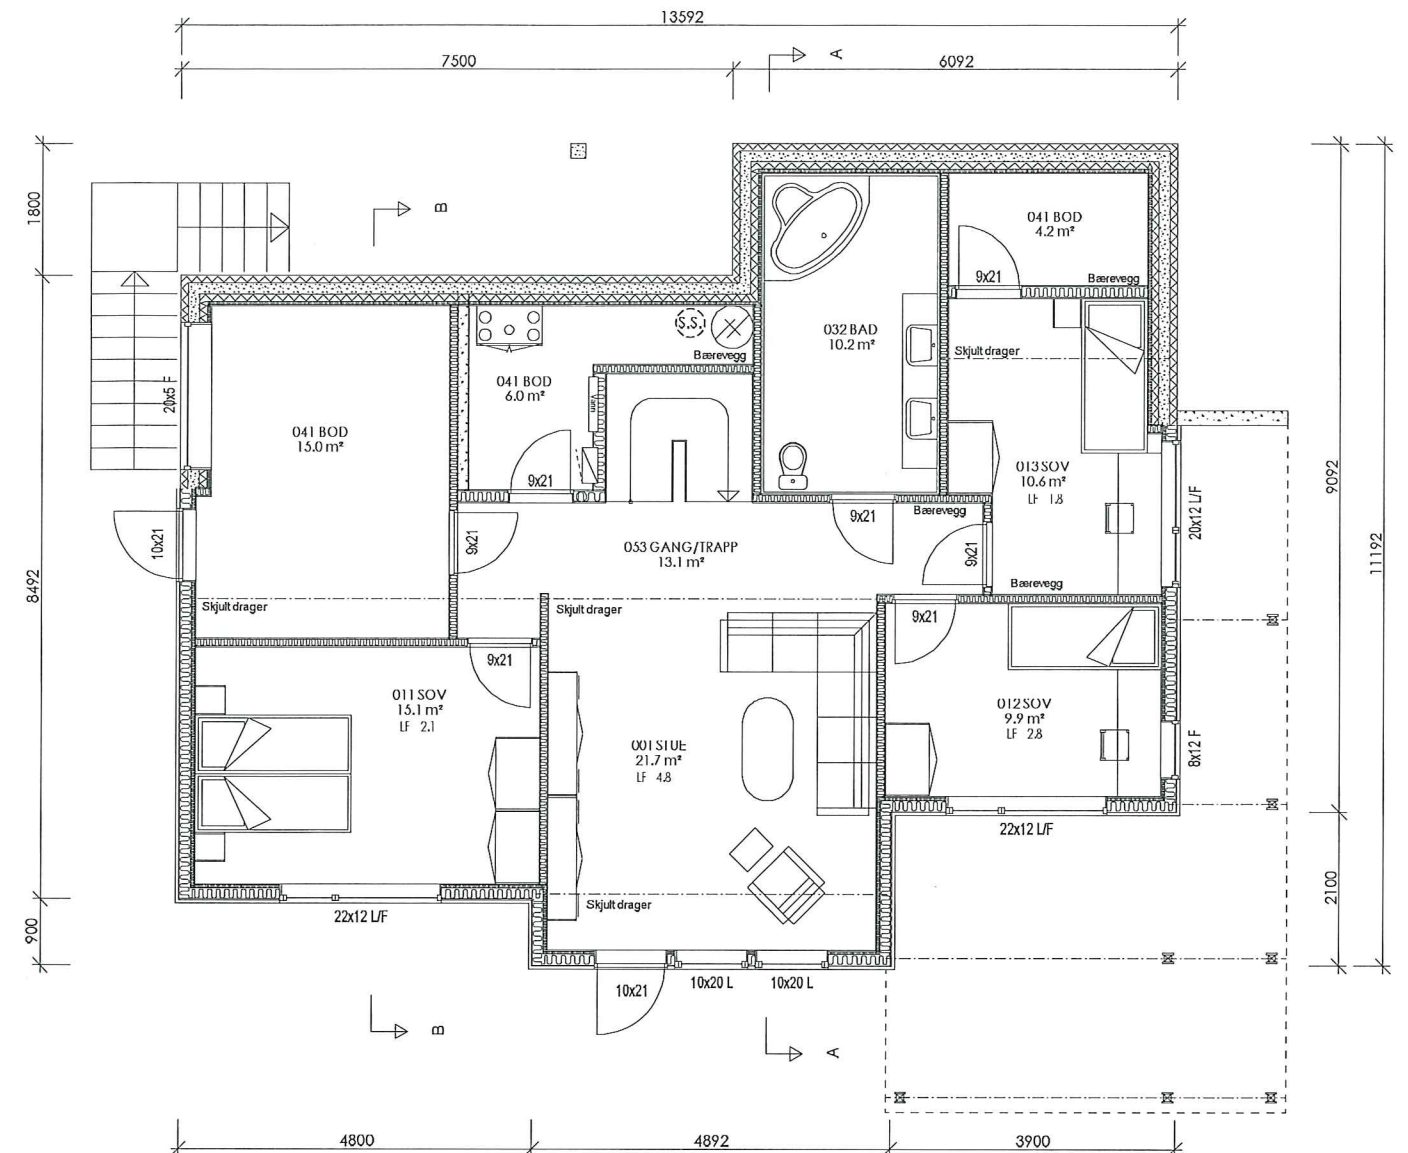 13592
7500
6092
A
1800
B
041 BOD
4.2 m²
9x21
Bærevegg
S.S.
032 BAD
10.2 m²
Skjult drager
Bærevegg
20x5 F
041 BOD
6.0 m²
Vann
041 BOD
15.0 m²
013 SOV
10.6 m²
LF 1.8
9x21
9x21
Bærevegg
20x12 L/F
9092
11192
10x21
9x21
053 GANG/TRAPP
13.1 m²
9x21
Bærevegg
8492
Skjult drager
Skjult drager
9x21
9x21
011 SOV
15.1 m²
LF 2.1
012 SOV
9.9 m²
LF 2.8
001 STUE
21.7 m²
LF 4.8
8x12 F
22x12 L/F
2100
Skjult drager
22x12 L/F
900
10x21
10x20 L
10x20 L
B
A
4800
4892
3900